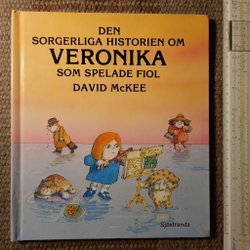 DEN
SORGERLIGA HISTORIEN OM
VERONIKA
SOM SPELADE FIOL
DAVID McKEE
Sjöstrands